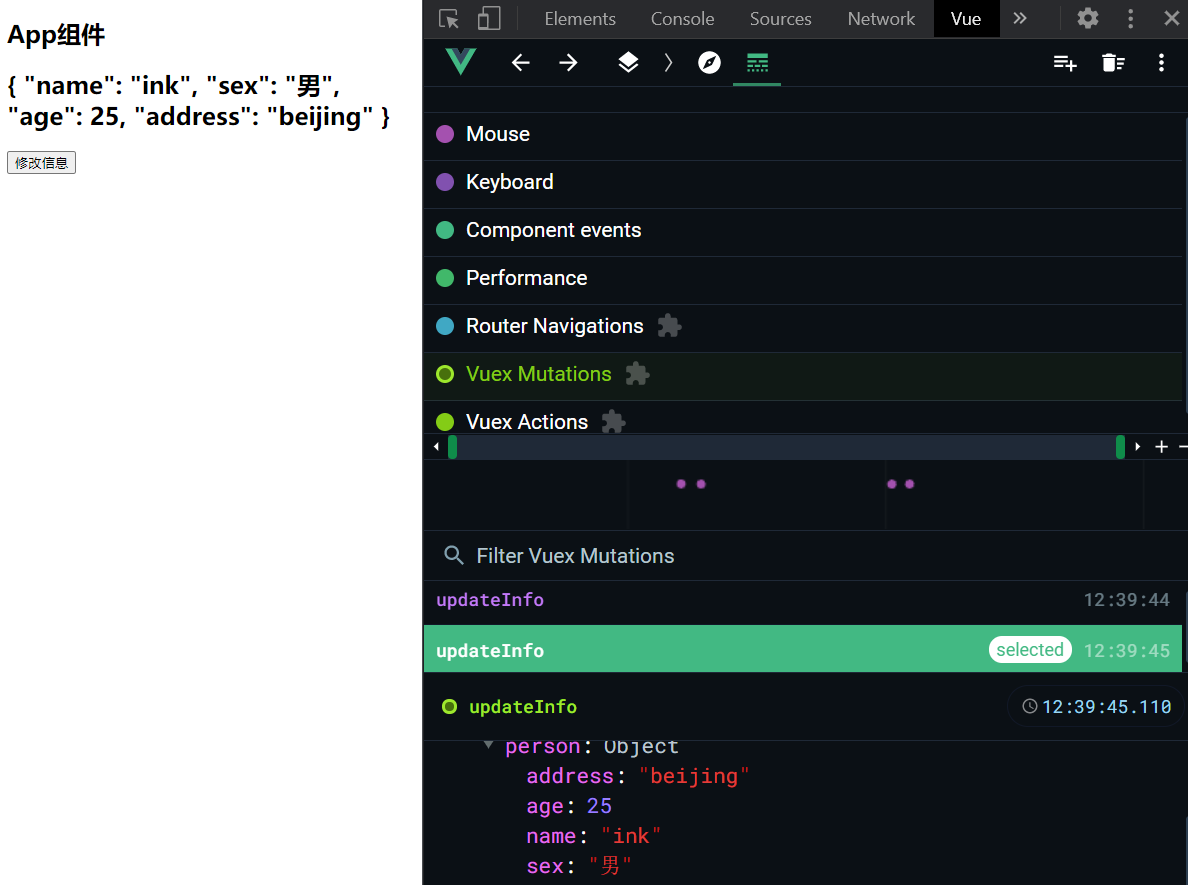 App组件
{ "name": "ink", "sex": "男",
"age": 25, "address": "beijing" }
修改信息
Elements Console Sources Network Vue
Mouse
Keyboard
Component events
Performance
Router Navigations
Vuex Mutations
Vuex Actions
Filter Vuex Mutations
updateInfo 12:39:44
updateInfo selected 12:39:45
updateInfo 12:39:45.110
person: Object
address: "beijing"
age: 25
name: "ink"
sex: "男"